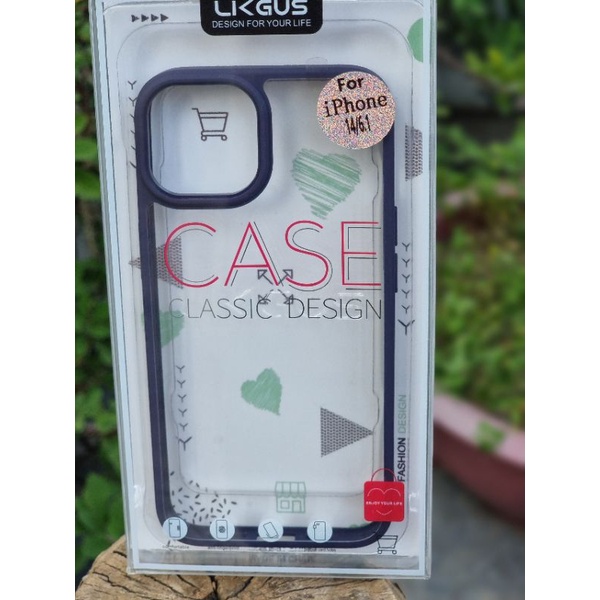 LIKGUS
DESIGN FOR YOUR LIFE
For
iPhone
14/6.1
CASE
CLASSIC DESIGN
FASHION DESIGN
ENJOY YOUR LIFE